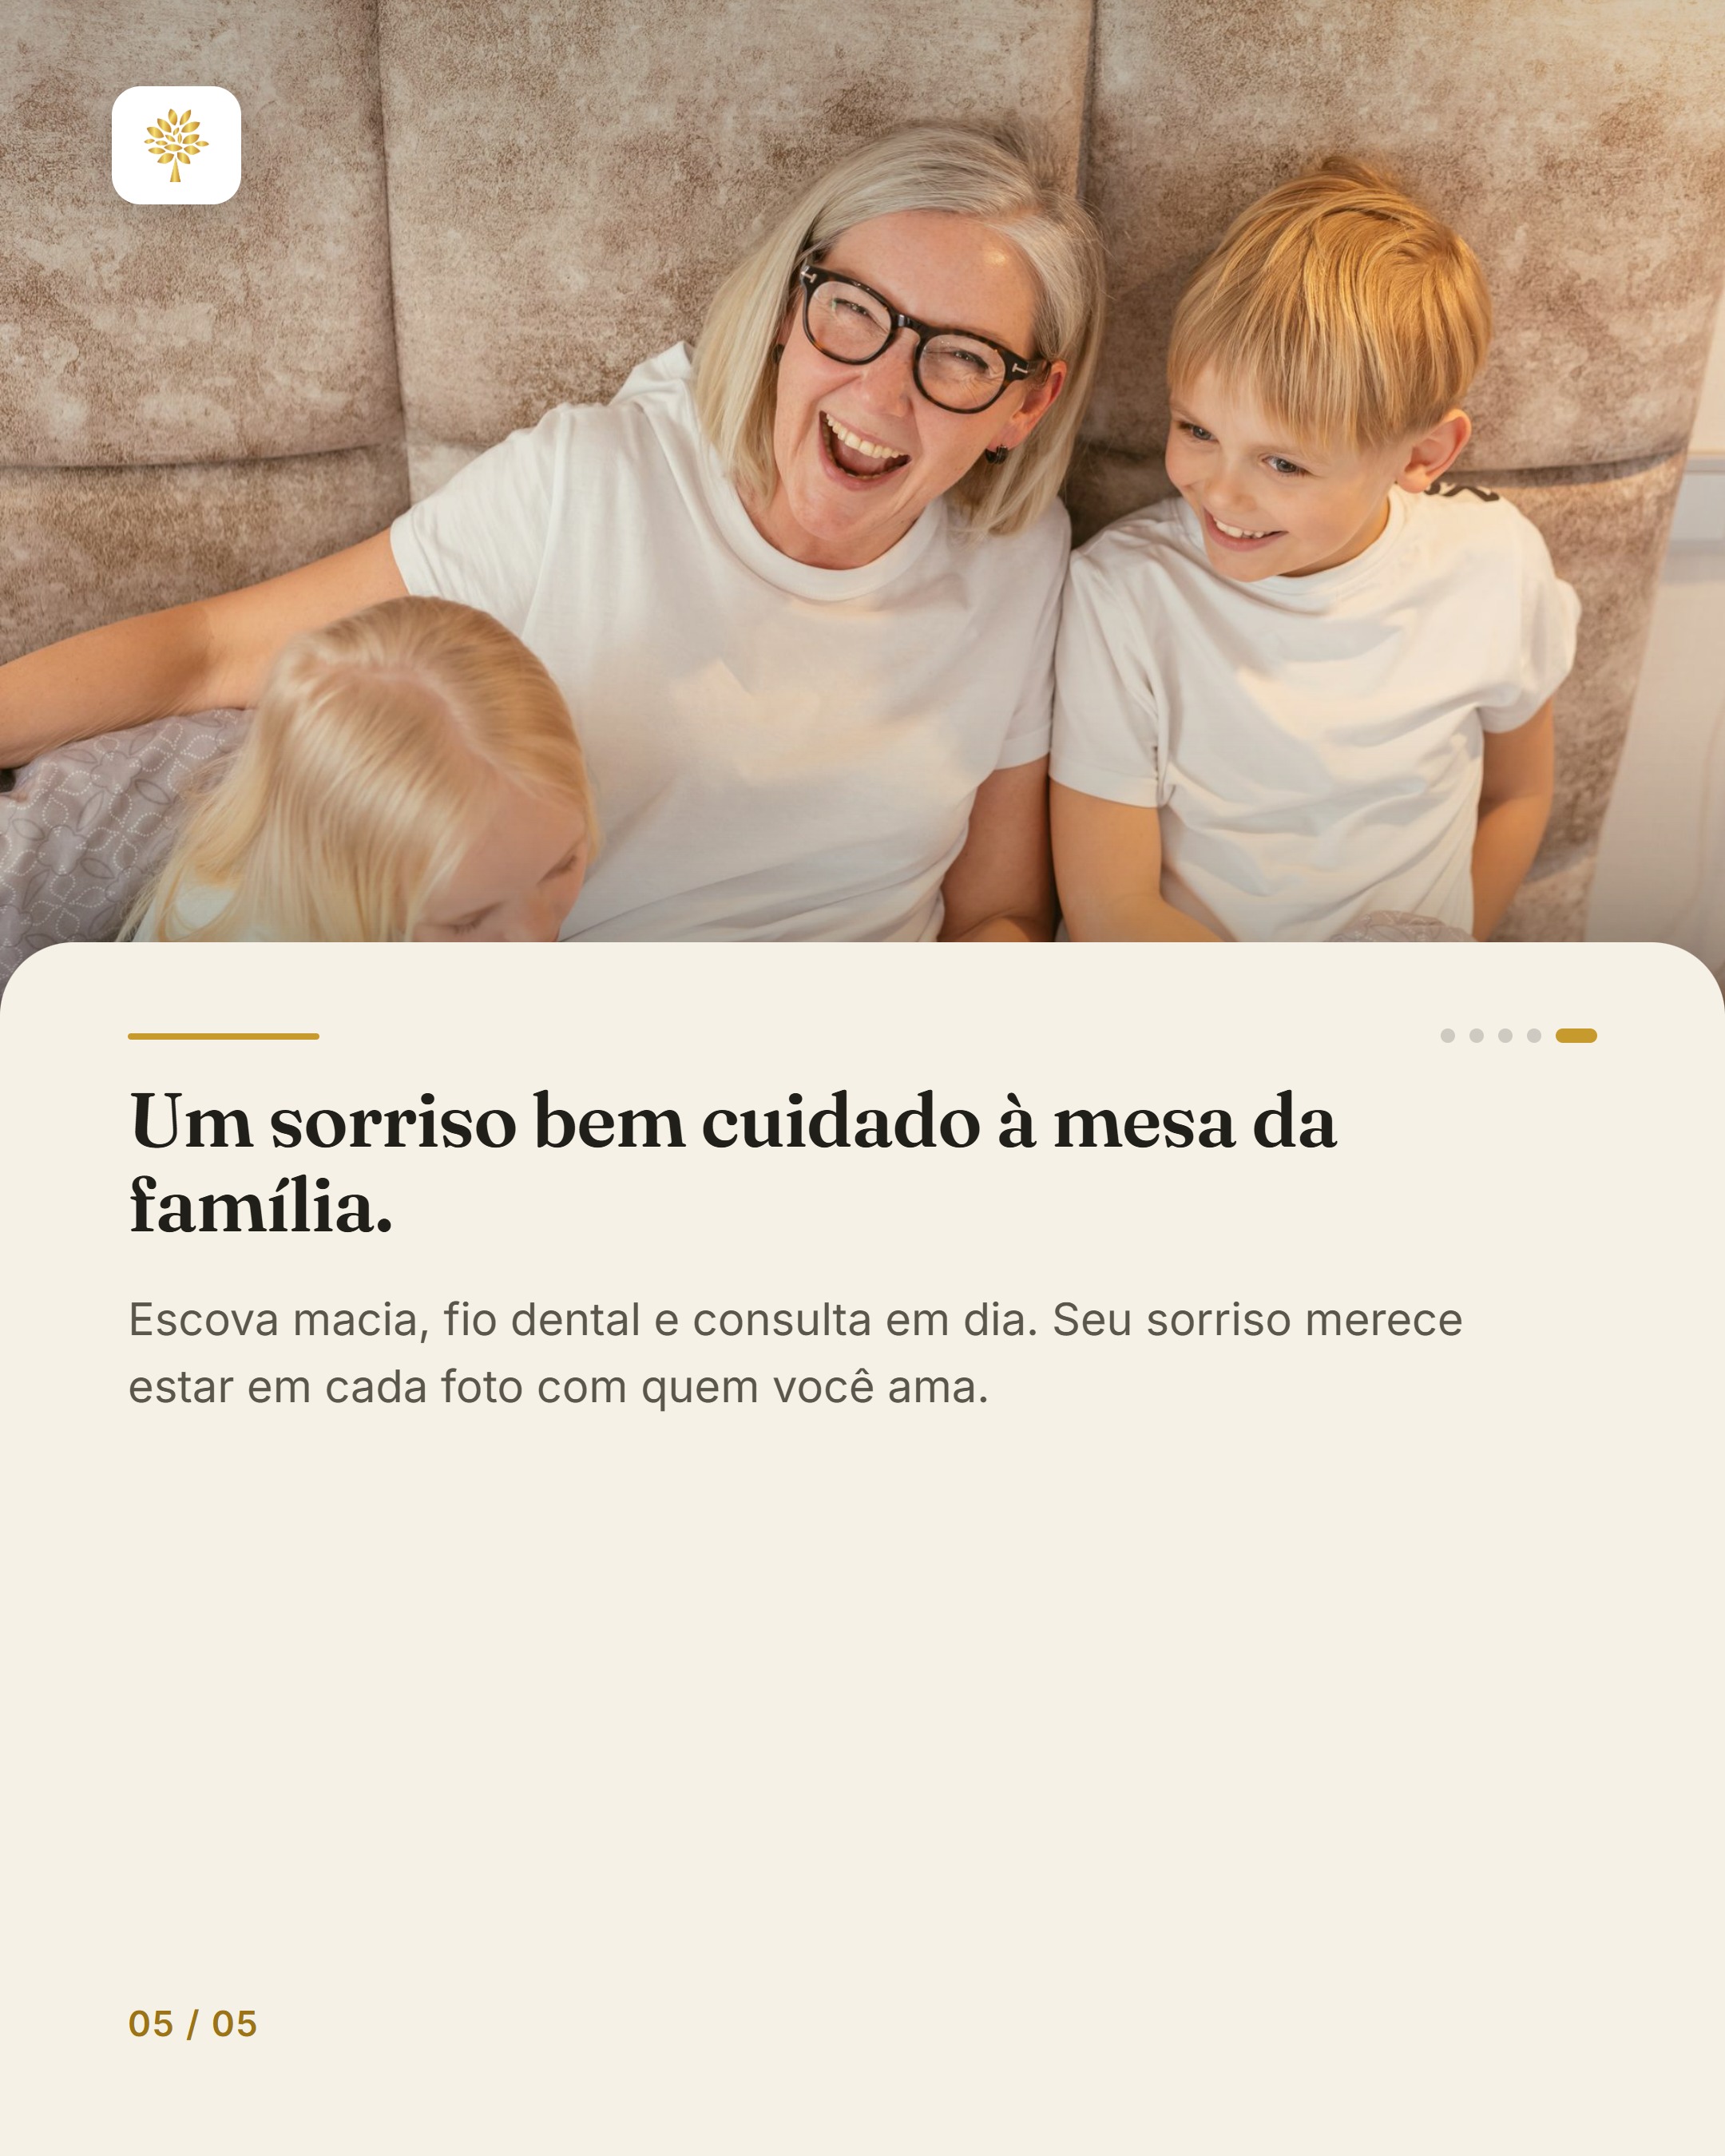 Um sorriso bem cuidado à mesa da
família.
Escova macia, fio dental e consulta em dia. Seu sorriso merece
estar em cada foto com quem você ama.
05 / 05